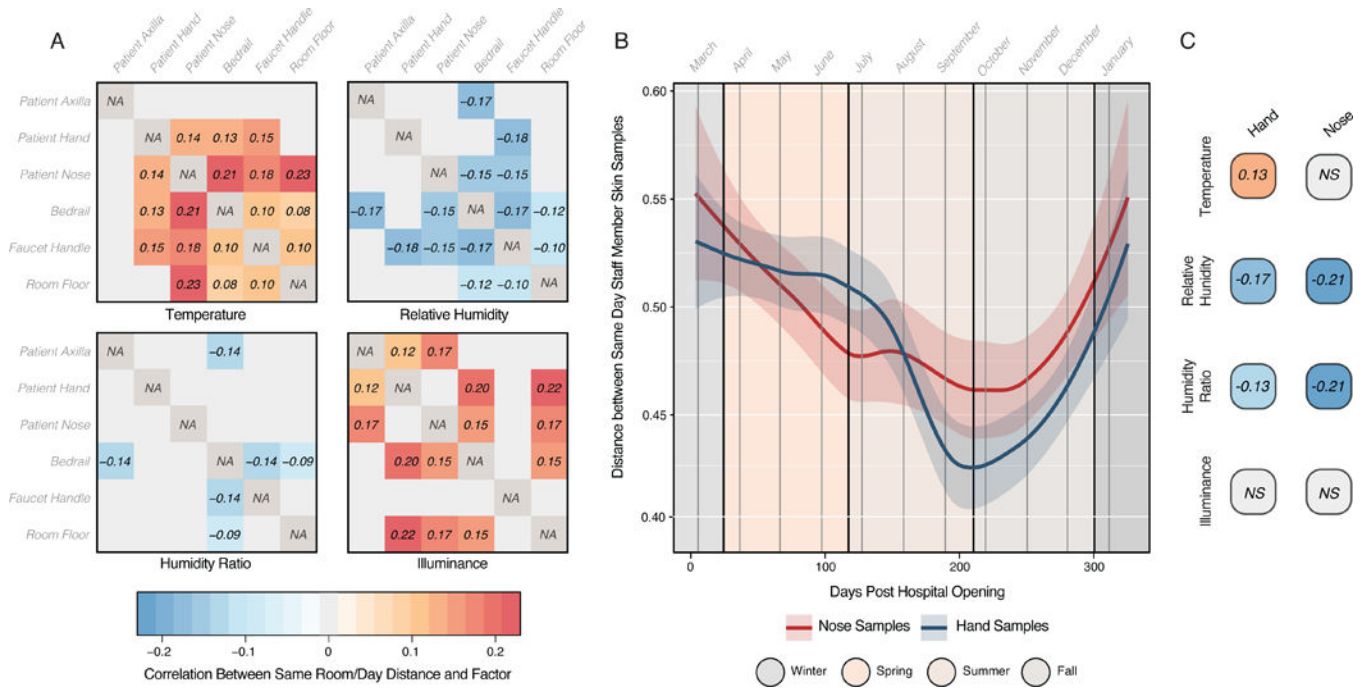 A
Patient Axilla Patient Hand Patient Nose Bedrail Faucet Handle Room Floor
Patient Axilla NA
Patient Hand NA 0.14 0.13 0.15
Patient Nose 0.14 NA 0.21 0.18 0.23
Bedrail 0.13 0.21 NA 0.10 0.08
Faucet Handle 0.15 0.18 0.10 NA 0.10
Room Floor 0.23 0.08 0.10 NA
Temperature
Patient Axilla Patient Hand Patient Nose Bedrail Faucet Handle Room Floor
NA −0.17
NA −0.18
NA −0.15 −0.15
−0.17 −0.15 NA −0.17 −0.12
−0.18 −0.15 −0.17 NA −0.10
−0.12 −0.10 NA
Relative Humidity
Patient Axilla NA −0.14
Patient Hand NA
Patient Nose NA
Bedrail −0.14 NA −0.14 −0.09
Faucet Handle −0.14 NA
Room Floor −0.09 NA
Humidity Ratio
NA 0.12 0.17
0.12 NA 0.20 0.22
0.17 NA 0.15 0.17
0.20 0.15 NA 0.15
NA
0.22 0.17 0.15 NA
Illuminance
−0.2 −0.1 0 0.1 0.2
Correlation Between Same Room/Day Distance and Factor
B
March April May June July August September October November December January
Distance bettween Same Day Staff Member Skin Samples
0.60
0.55
0.50
0.45
0.40
0 100 200 300
Days Post Hospital Opening
Nose Samples Hand Samples
Winter Spring Summer Fall
C
Hand Nose
Temperature
0.13 NS
Relative
Hunidity
-0.17 -0.21
Humidity
Ratio
-0.13 -0.21
Illuminance
NS NS